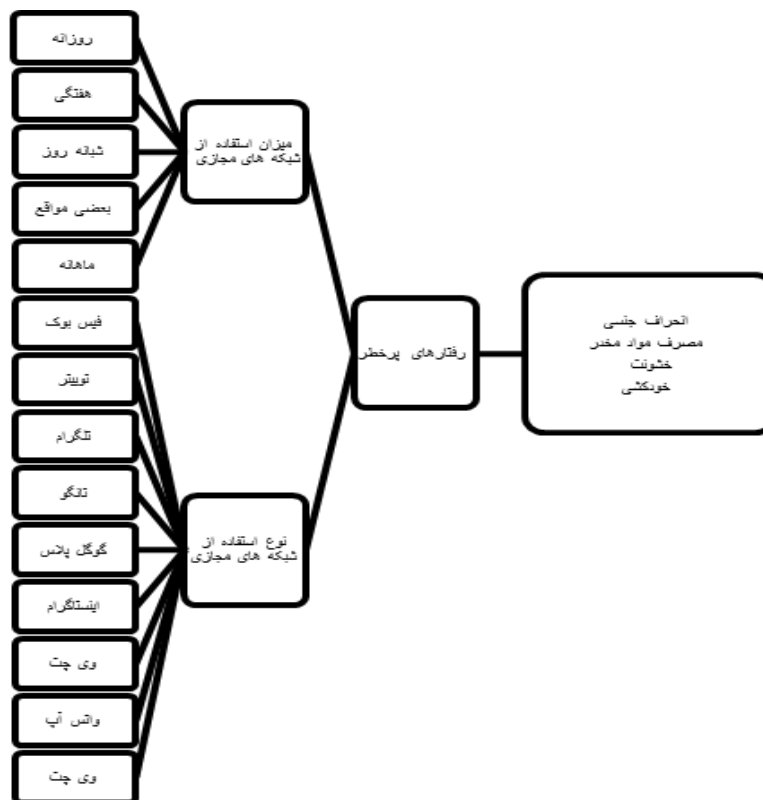 روزانه
هفتگی
شبانه روز
بعضی مواقع
ماهانه
فیس بوک
توییتر
تلگرام
تانگو
گوگل پلاس
اینستاگرام
وی چت
واتس آپ
وی چت
میزان استفاده از
شبکه های مجازی
نوع استفاده از
شبکه های مجازی
رفتارهای پرخطر
انحراف جنسی
مصرف مواد مخدر
خشونت
خودکشی